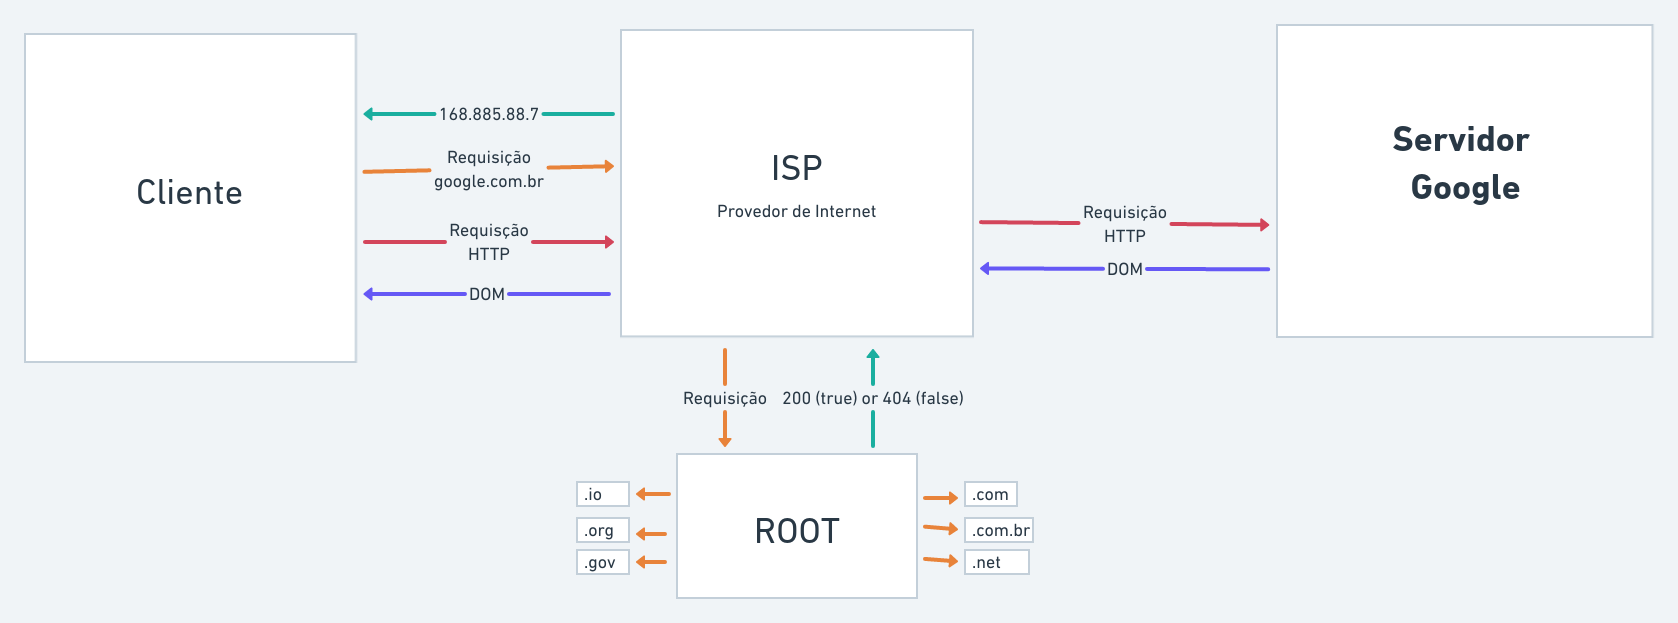 Cliente
168.885.88.7
Requisição
google.com.br
Requisção
HTTP
DOM
ISP
Provedor de Internet
Requisição
HTTP
DOM
Servidor
Google
Requisição
200 (true) or 404 (false)
ROOT
.io
.org
.gov
.com
.com.br
.net